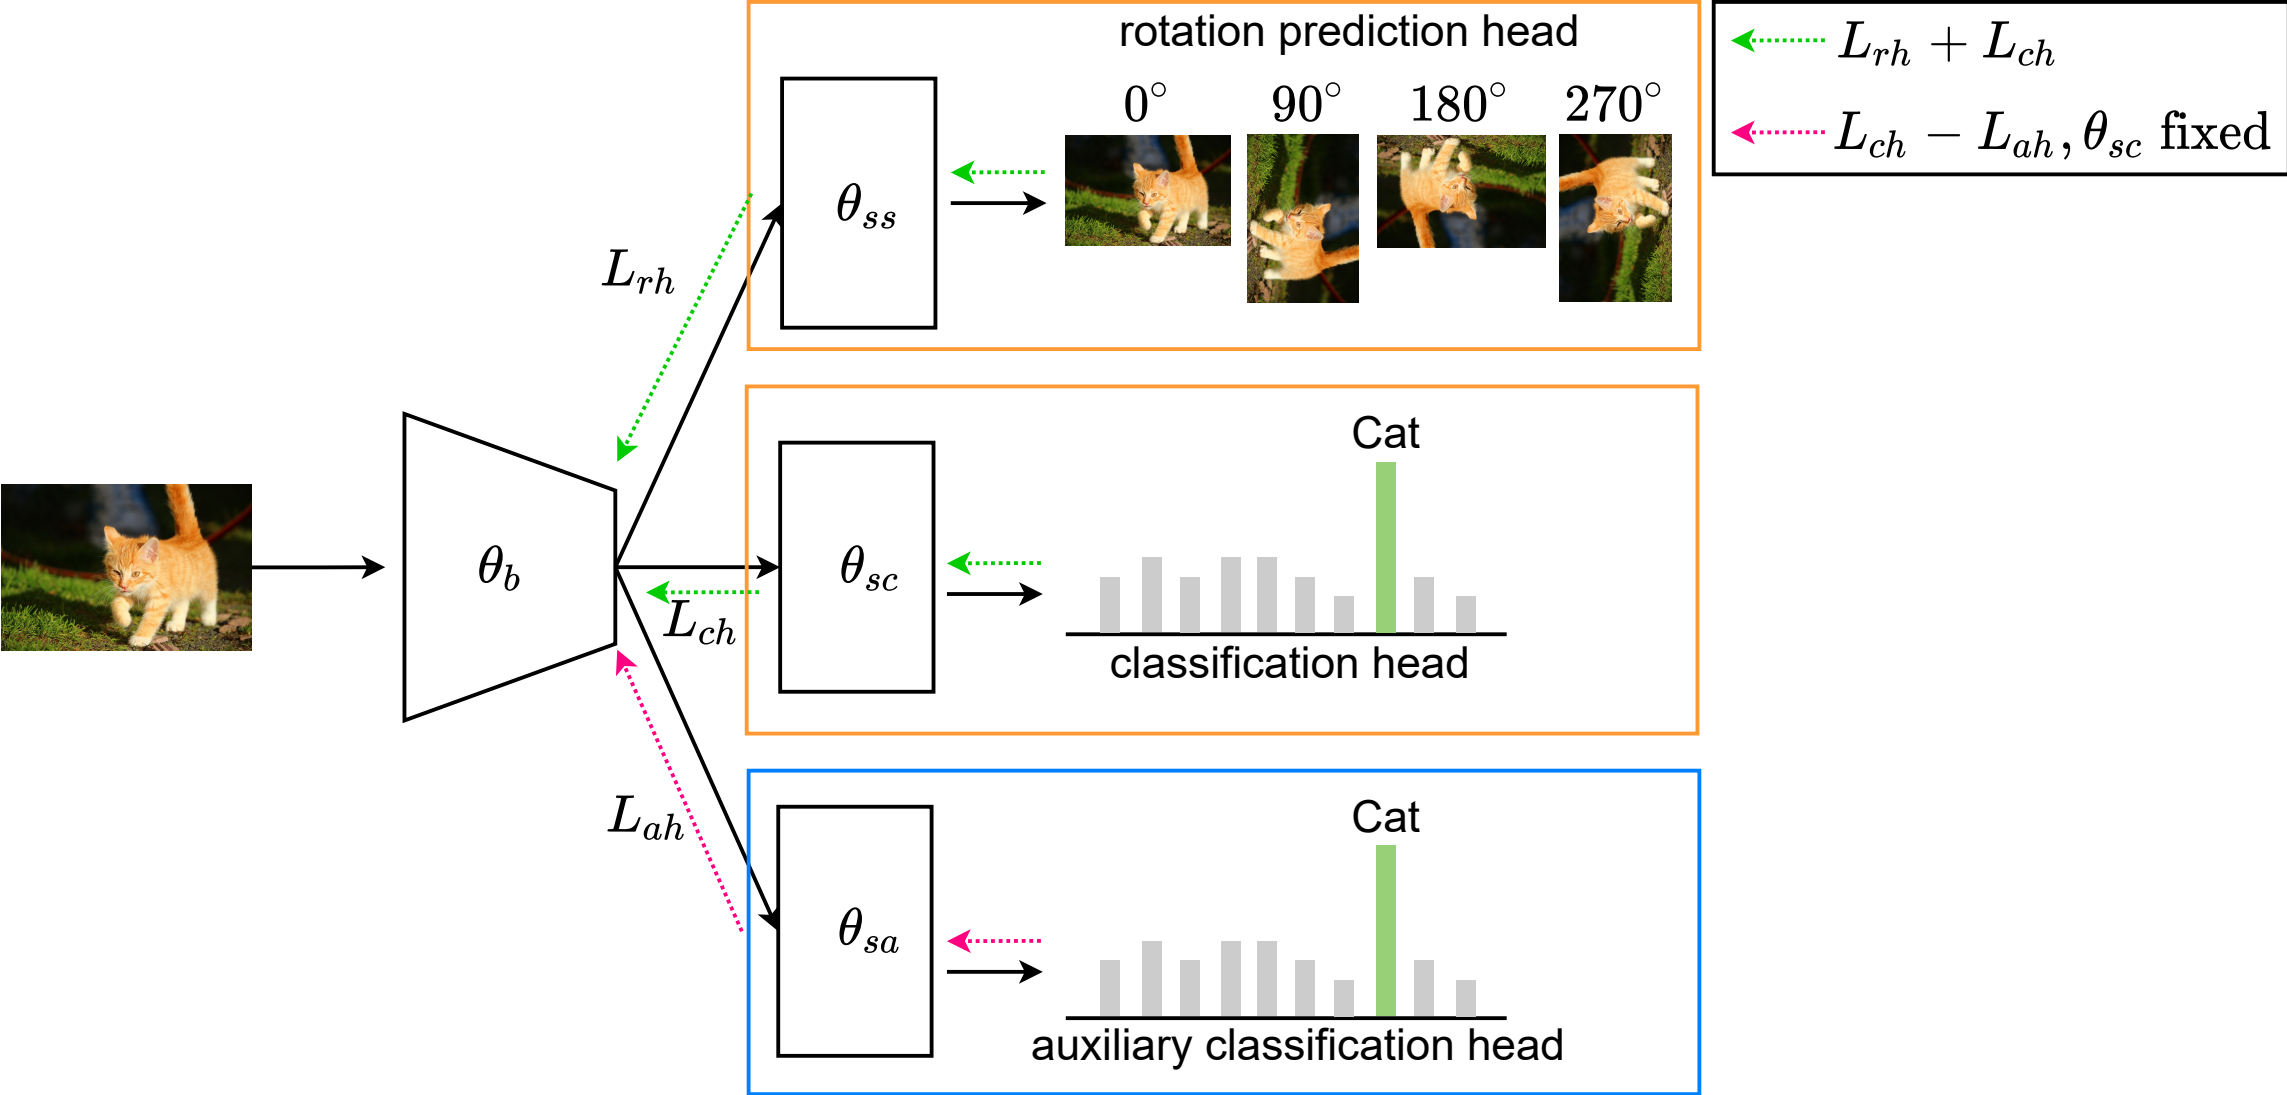 rotation prediction head
0° 90° 180° 270°
θ_ss
L_rh
L_rh + L_ch
L_ch − L_ah, θ_sc fixed
θ_b
Cat
θ_sc
L_ch
classification head
L_ah
Cat
θ_sa
auxiliary classification head